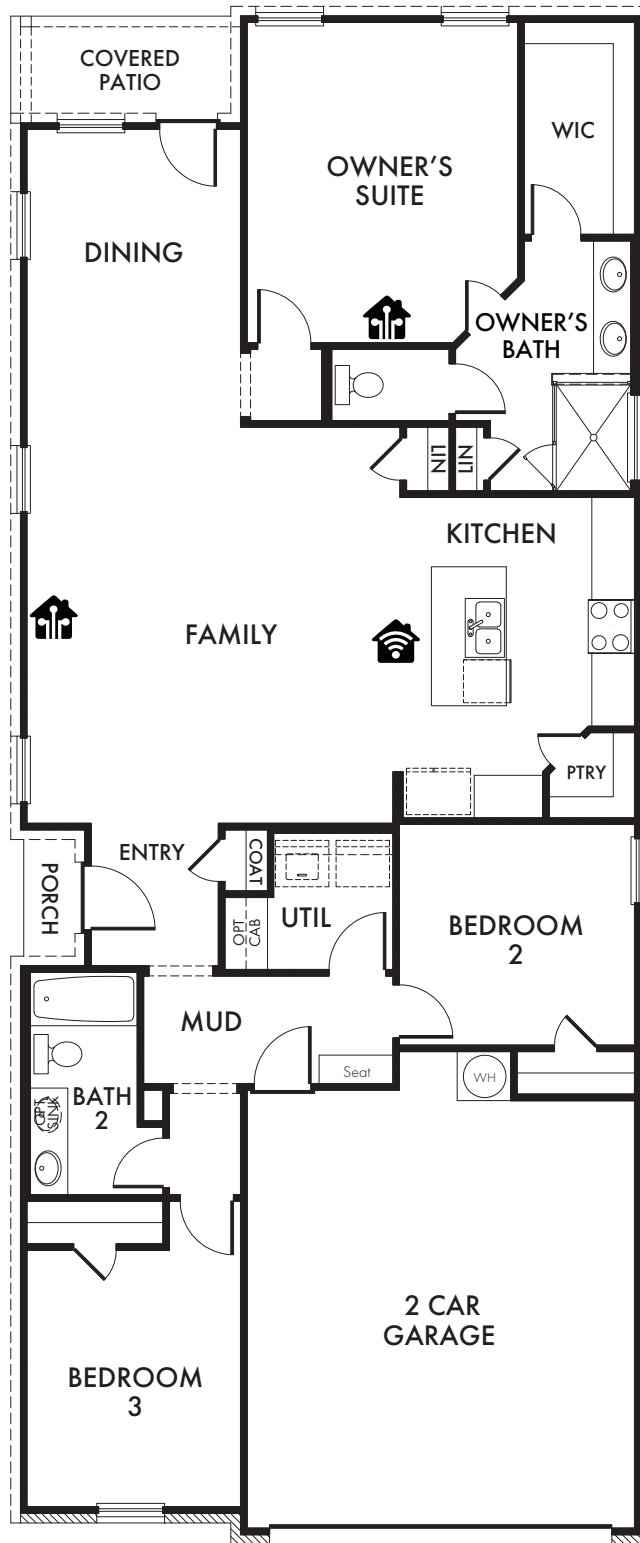 COVERED
PATIO
WIC
OWNER'S
SUITE
DINING
OWNER'S
BATH
LIN
LIN
KITCHEN
FAMILY
PTRY
ENTRY
COAT
PORCH
OPT
CAB
UTIL
BEDROOM
2
MUD
Seat
WH
BATH
2
OPT
SINK
2 CAR
GARAGE
BEDROOM
3